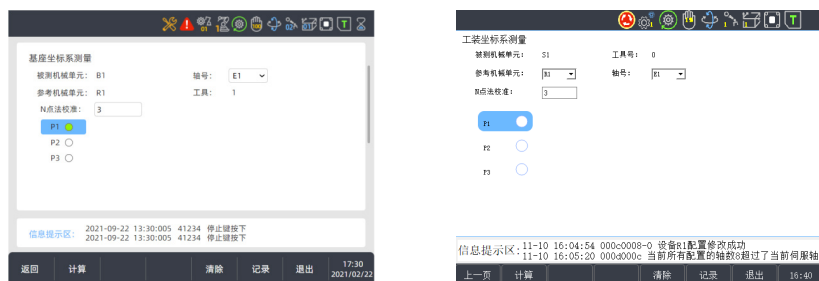 基座坐标系测量
被测机械单元: B1 轴号: E1
参考机械单元: R1 工具: 1
N点法校准: 3
P1
P2
P3
信息提示区: 2021-09-22 13:30:005 41234 停止键按下
2021-09-22 13:30:005 41234 停止键按下
返回 计算 清除 记录 退出 17:30
2021/02/22
工装坐标系测量
被测机械单元: S1 工具号: 0
参考机械单元: R1 轴号: E1
N点法校准: 3
P1
P2
P3
信息提示区: 11-10 16:04:54 000c0008-0 设备R1配置修改成功
11-10 16:05:20 000d000c 当前所有配置的轴数8超过了当前伺服轴
上一页 计算 清除 记录 退出 16:40